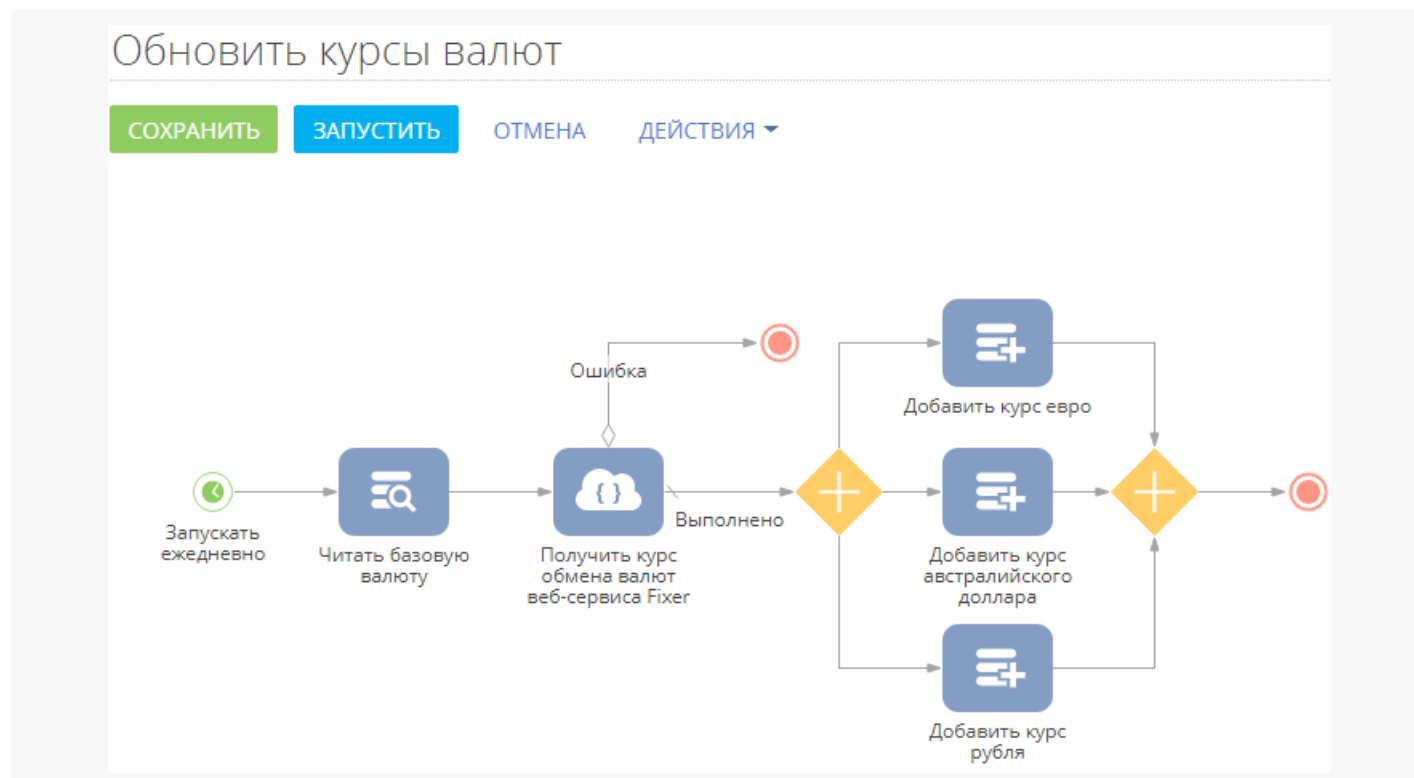 Обновить курсы валют
СОХРАНИТЬ ЗАПУСТИТЬ ОТМЕНА ДЕЙСТВИЯ
Ошибка
Добавить курс евро
Запускать
ежедневно
Читать базовую
валюту
Получить курс
обмена валют
веб-сервиса Fixer
Выполнено
Добавить курс
австралийского
доллара
Добавить курс
рубля